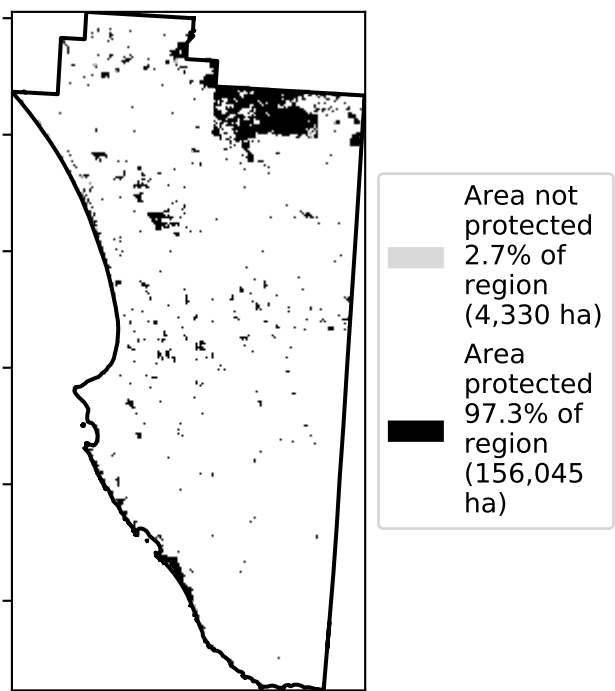 Area not
protected
2.7% of
region
(4,330 ha)
Area
protected
97.3% of
region
(156,045
ha)